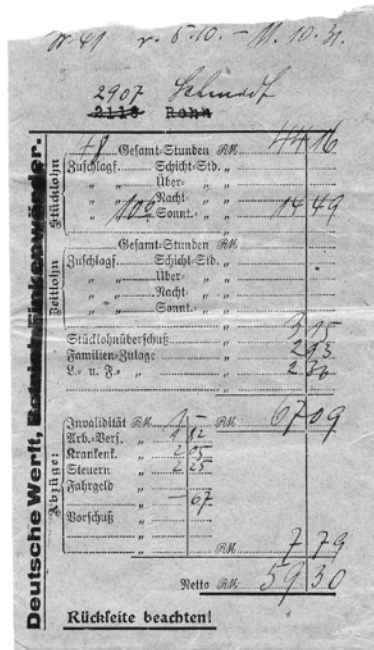 W. 41 v. 5.10. - 11.10.31.
2907 Schmidt
2118 Rohn
Deutsche Werft, Betrieb Finkenwärder.
Stücklohn
48 Gesamt-Stunden RM. 44 16
Zuschlag f. Schicht-Std. „
„ „ Über- „ „
„ „ Nacht- „ „
„ „ 10 Sonnt.- „ „ 14 49
„
Zeitlohn
Gesamt-Stunden RM.
Zuschlag f. Schicht-Std. „
„ „ Über- „ „
„ „ Nacht- „ „
„ „ Sonnt.- „ „
„
Stücklohnüberschuß „ 3 15
Familien-Zulage „ 2 93
L.- u. F.- „ „ 2 36
„
Abzüge:
Invalidität RM. 1 — RM. 67 09
Arb.-Vers. „ 1 82
Krankenk. „ 2 05
Steuern „ 2 25
Fahrgeld „
„ — 67
Vorschuß „
„
„ RM. 7 79
Netto RM. 59 30
Rückseite beachten!